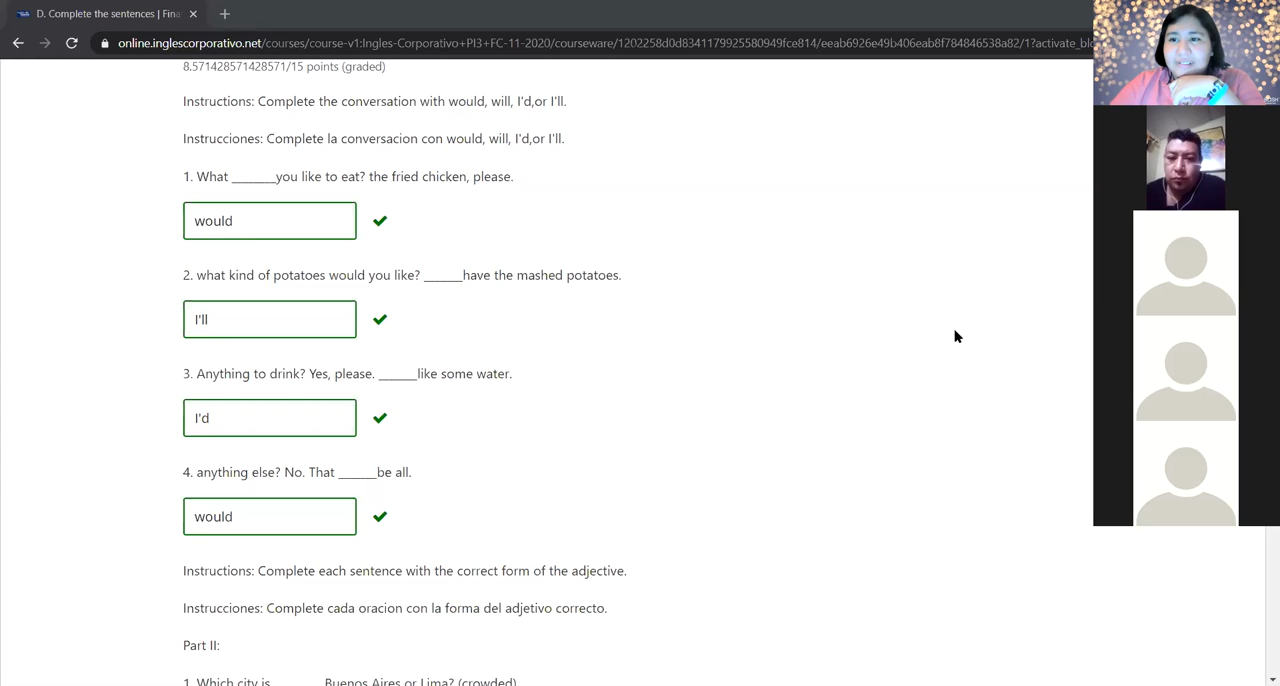 D. Complete the sentences | Fina
online.inglescorporativo.net/courses/course-v1:Ingles-Corporativo+PI3+FC-11-2020/courseware/1202258d0d8341179925580949fce814/eeab6926e49b406eab8f784846538a82/1?activate_blo
8.571428571428571/15 points (graded)
Instructions: Complete the conversation with would, will, I'd,or I'll.
Instrucciones: Complete la conversacion con would, will, I'd,or I'll.
1. What _______you like to eat? the fried chicken, please.
would
2. what kind of potatoes would you like? ______have the mashed potatoes.
I'll
3. Anything to drink? Yes, please. ______like some water.
I'd
4. anything else? No. That ______be all.
would
Instructions: Complete each sentence with the correct form of the adjective.
Instrucciones: Complete cada oracion con la forma del adjetivo correcto.
Part II:
1. Which city is ________ Buenos Aires or Lima? (crowded)